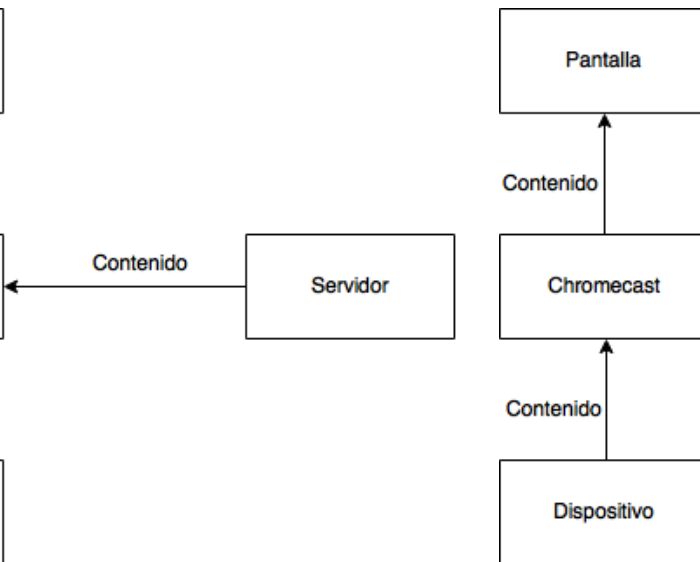 Pantalla
Contenido
Contenido
Servidor
Chromecast
Contenido
Dispositivo